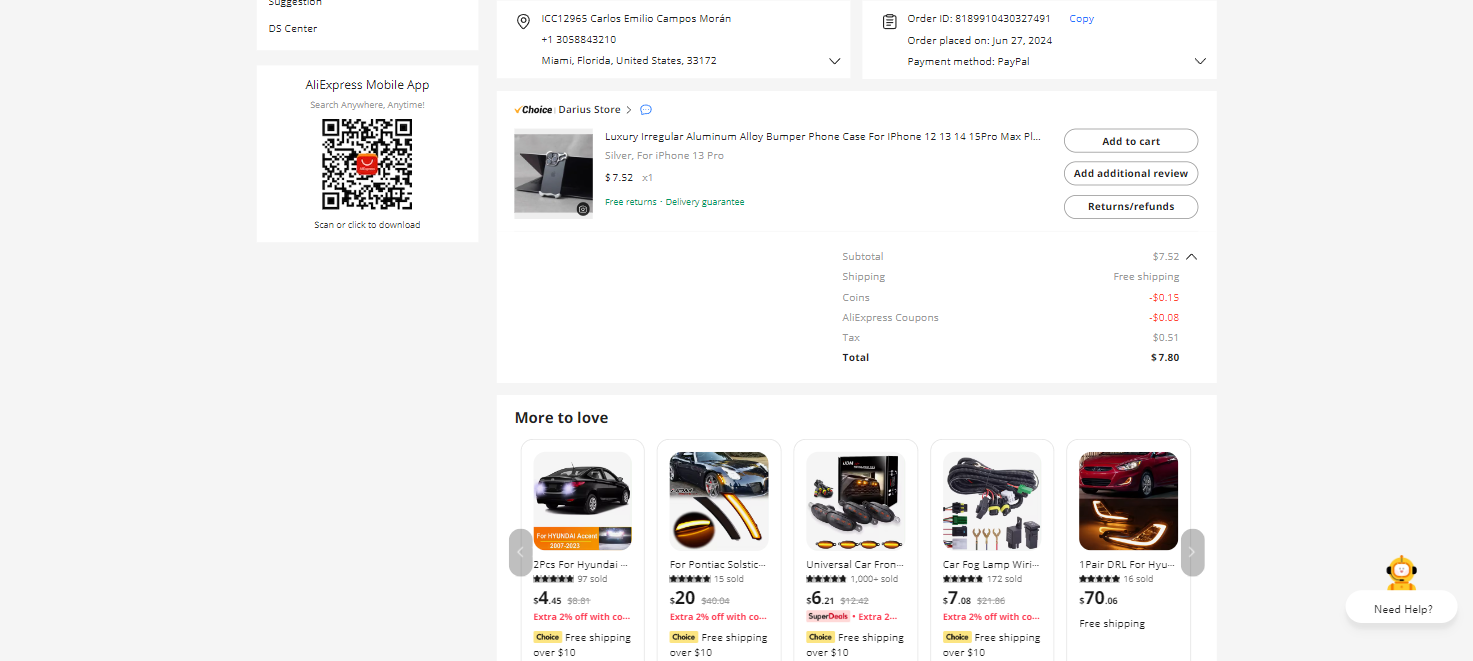 Suggestion
DS Center
AliExpress Mobile App
Search Anywhere, Anytime!
Scan or click to download
ICC12965 Carlos Emilio Campos Morán
+1 3058843210
Miami, Florida, United States, 33172
Order ID: 8189910430327491 Copy
Order placed on: Jun 27, 2024
Payment method: PayPal
Choice Darius Store
Luxury Irregular Aluminum Alloy Bumper Phone Case For IPhone 12 13 14 15Pro Max Pl...
Silver, For iPhone 13 Pro
$7.52 x1
Free returns · Delivery guarantee
Add to cart
Add additional review
Returns/refunds
Subtotal $7.52
Shipping Free shipping
Coins -$0.15
AliExpress Coupons -$0.08
Tax $0.51
Total $7.80
More to love
For HYUNDAI Accent
2007-2023
2Pcs For Hyundai ...
97 sold
$4.45 $8.81
Extra 2% off with co...
Choice Free shipping
over $10
For Pontiac Solstic...
15 sold
$20 $40.04
Extra 2% off with co...
Choice Free shipping
over $10
Universal Car Fron...
1,000+ sold
$6.21 $12.42
SuperDeals • Extra 2...
Choice Free shipping
over $10
Car Fog Lamp Wiri...
172 sold
$7.08 $21.86
Extra 2% off with co...
Choice Free shipping
over $10
1Pair DRL For Hyu...
16 sold
$70.06
Free shipping
Need Help?